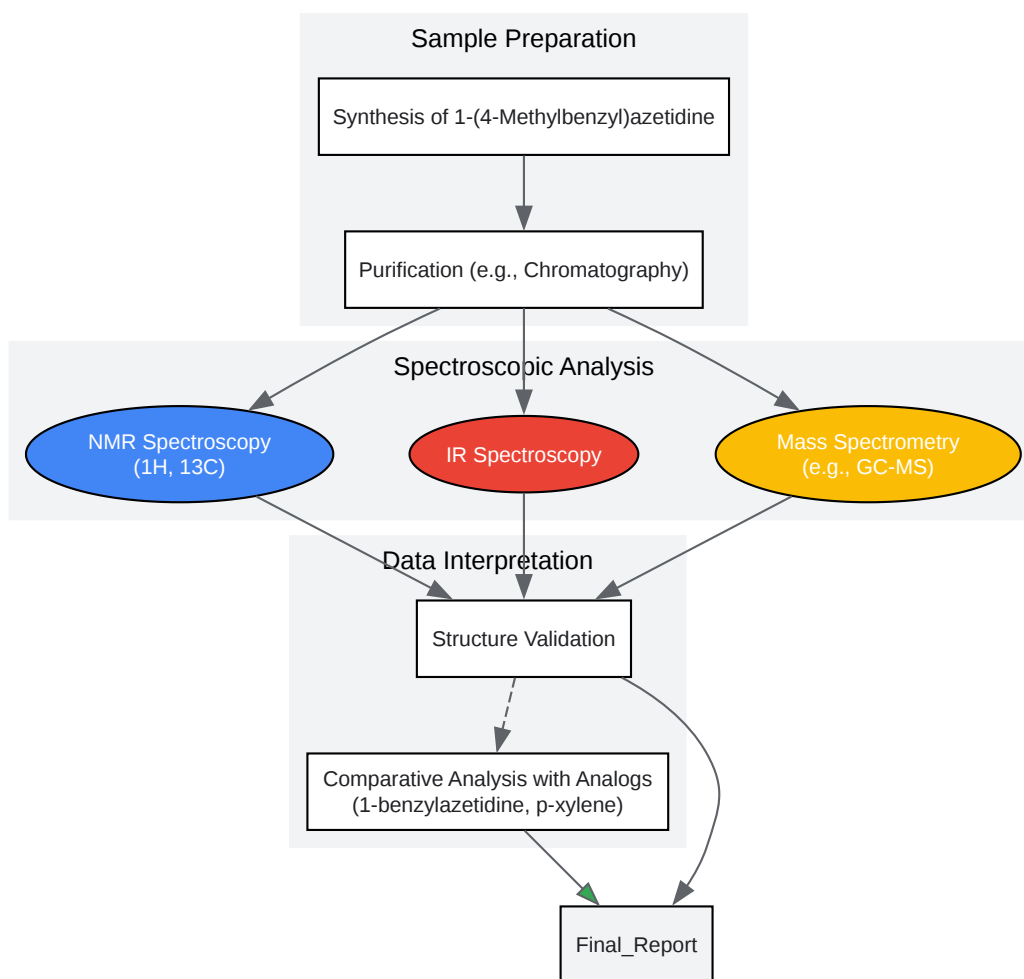 Sample Preparation
Synthesis of 1-(4-Methylbenzyl)azetidine
Purification (e.g., Chromatography)
Spectroscopic Analysis
NMR Spectroscopy
(1H, 13C)
IR Spectroscopy
Mass Spectrometry
(e.g., GC-MS)
Data Interpretation
Structure Validation
Comparative Analysis with Analogs
(1-benzylazetidine, p-xylene)
Final_Report